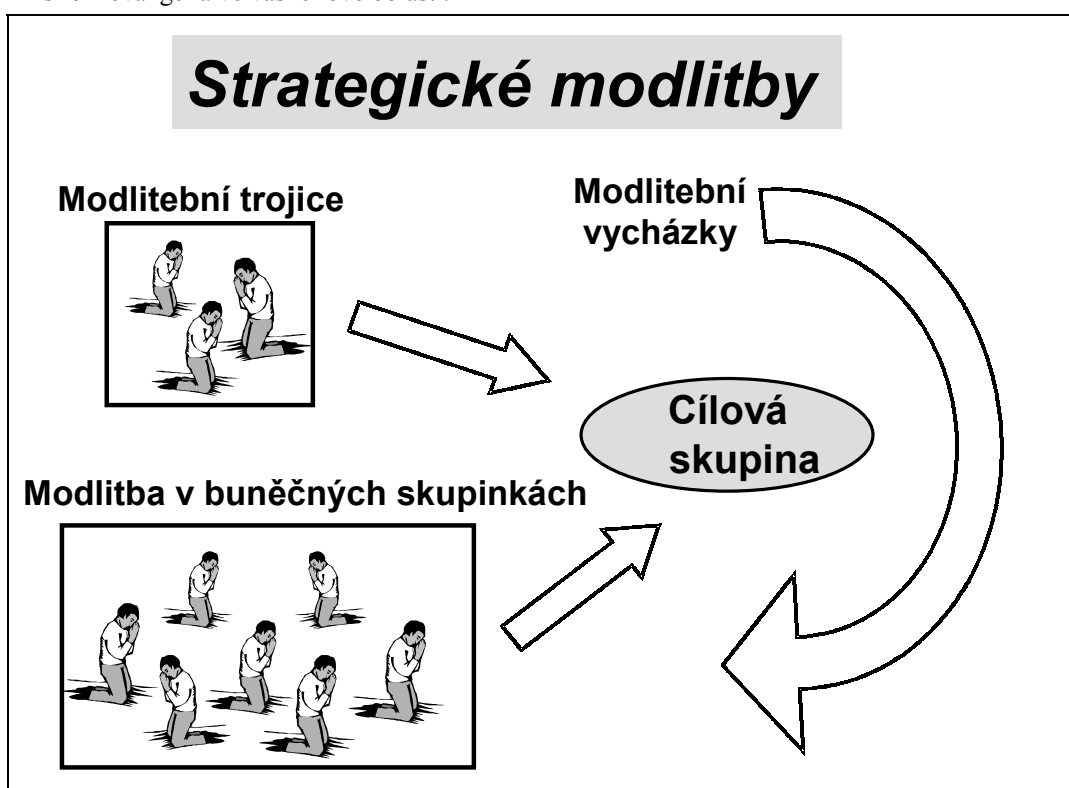 Strategické modlitby
Modlitební trojice
Modlitební
vycházky
Cílová
skupina
Modlitba v buněčných skupinkách